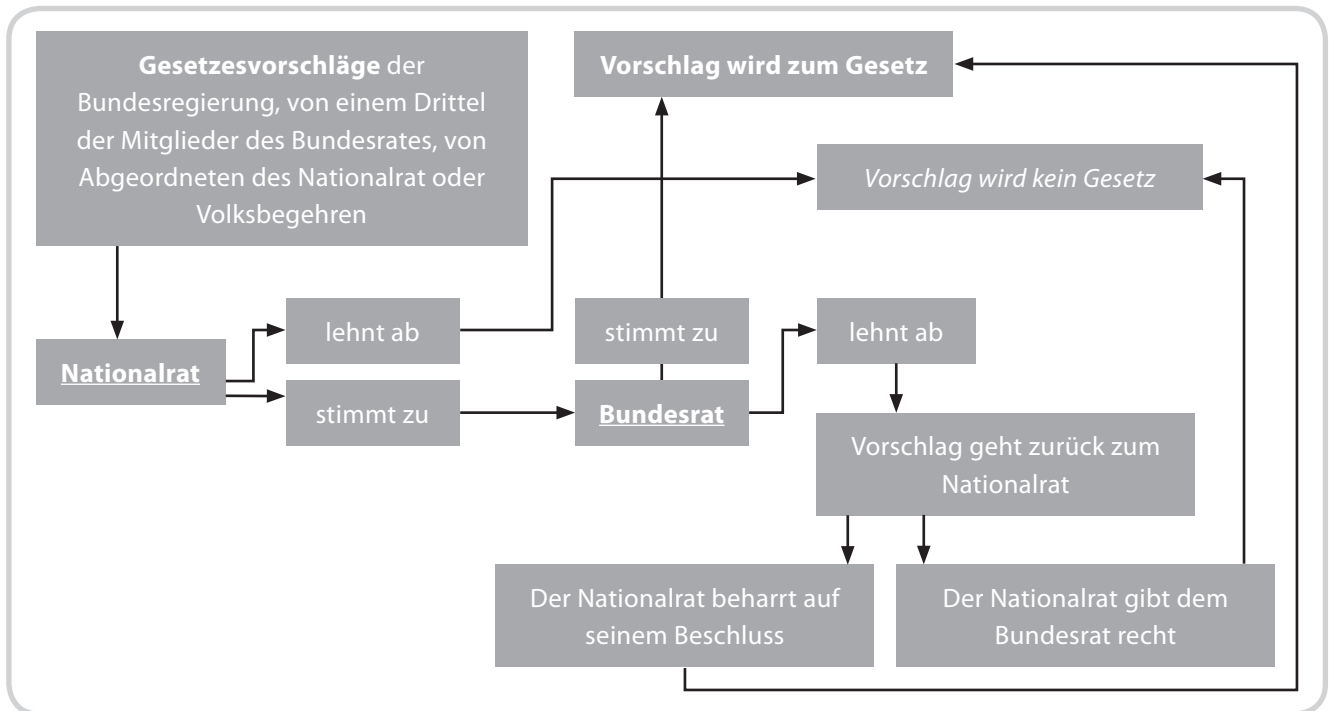 Gesetzesvorschläge der
Bundesregierung, von einem Drittel
der Mitglieder des Bundesrates, von
Abgeordneten des Nationalrat oder
Volksbegehren
Vorschlag wird zum Gesetz
Vorschlag wird kein Gesetz
Nationalrat
lehnt ab
stimmt zu
stimmt zu
Bundesrat
lehnt ab
Vorschlag geht zurück zum
Nationalrat
Der Nationalrat beharrt auf
seinem Beschluss
Der Nationalrat gibt dem
Bundesrat recht